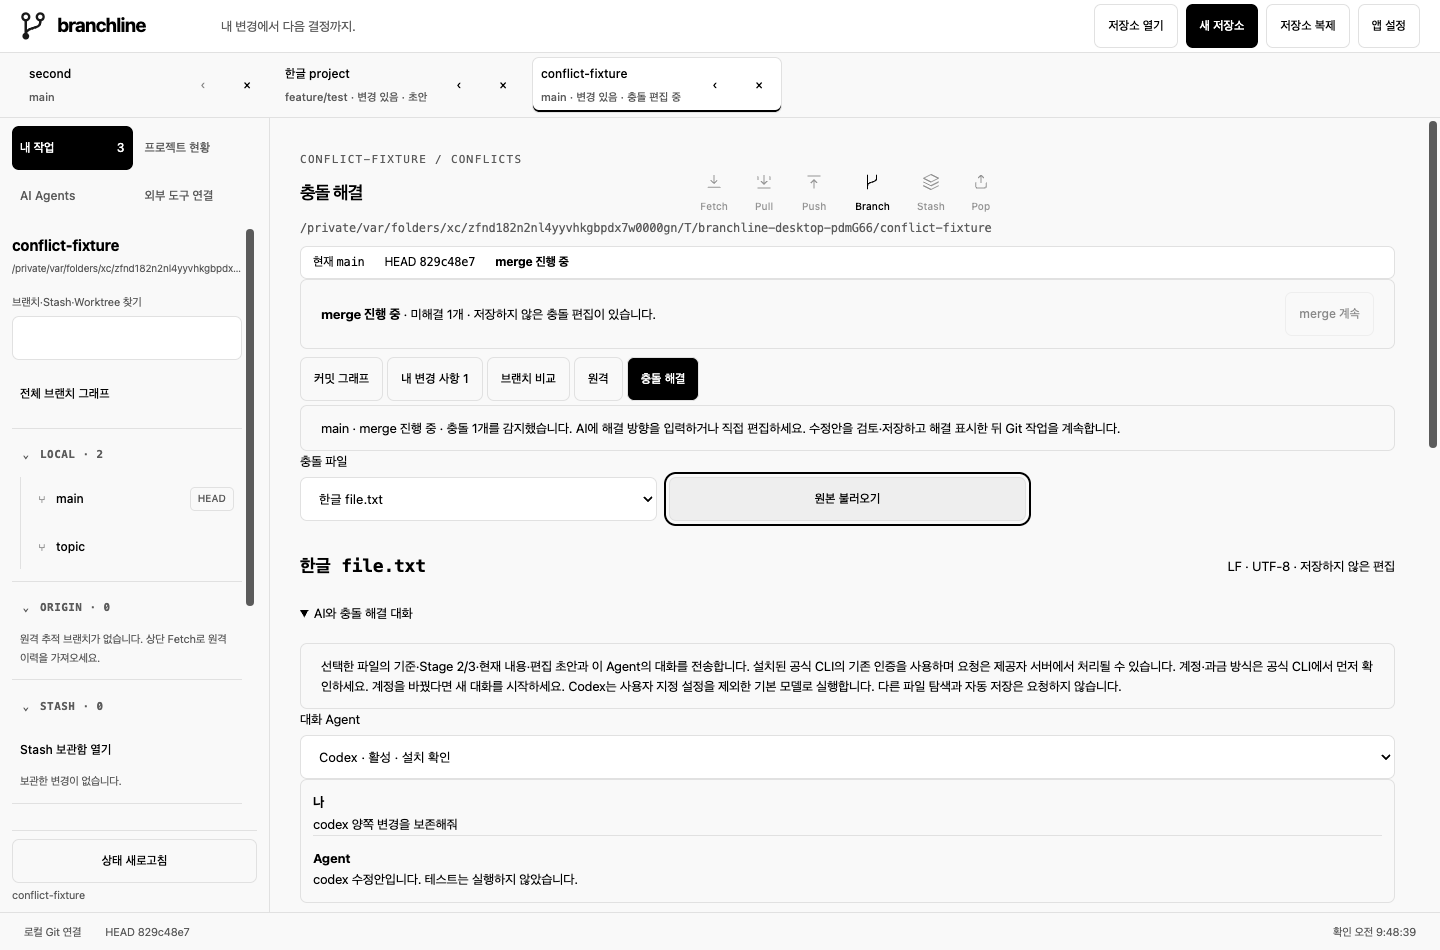 branchline
내 변경에서 다음 결정까지.
저장소 열기
새 저장소
저장소 복제
앱 설정
second
main
‹
×
한글 project
feature/test · 변경 있음 · 초안
‹
×
conflict-fixture
main · 변경 있음 · 충돌 편집 중
‹
×
내 작업 3
프로젝트 현황
AI Agents
외부 도구 연결
conflict-fixture
/private/var/folders/xc/zfnd182n2nl4yyvhkgbpdx...
브랜치·Stash·Worktree 찾기
전체 브랜치 그래프
LOCAL · 2
main HEAD
topic
ORIGIN · 0
원격 추적 브랜치가 없습니다. 상단 Fetch로 원격
이력을 가져오세요.
STASH · 0
Stash 보관함 열기
보관한 변경이 없습니다.
상태 새로고침
conflict-fixture
CONFLICT-FIXTURE / CONFLICTS
충돌 해결
Fetch
Pull
Push
Branch
Stash
Pop
/private/var/folders/xc/zfnd182n2nl4yyvhkgbpdx7w0000gn/T/branchline-desktop-pdmG66/conflict-fixture
현재 main HEAD 829c48e7 merge 진행 중
merge 진행 중 · 미해결 1개 · 저장하지 않은 충돌 편집이 있습니다.
merge 계속
커밋 그래프
내 변경 사항 1
브랜치 비교
원격
충돌 해결
main · merge 진행 중 · 충돌 1개를 감지했습니다. AI에 해결 방향을 입력하거나 직접 편집하세요. 수정안을 검토·저장하고 해결 표시한 뒤 Git 작업을 계속합니다.
충돌 파일
한글 file.txt
원본 불러오기
한글 file.txt
LF · UTF-8 · 저장하지 않은 편집
▼ AI와 충돌 해결 대화
선택한 파일의 기준·Stage 2/3·현재 내용·편집 초안과 이 Agent의 대화를 전송합니다. 설치된 공식 CLI의 기존 인증을 사용하며 요청은 제공자 서버에서 처리될 수 있습니다. 계정·과금 방식은 공식 CLI에서 먼저 확
인하세요. 계정을 바꿨다면 새 대화를 시작하세요. Codex는 사용자 지정 설정을 제외한 기본 모델로 실행합니다. 다른 파일 탐색과 자동 저장은 요청하지 않습니다.
대화 Agent
Codex · 활성 · 설치 확인
나
codex 양쪽 변경을 보존해줘
Agent
codex 수정안입니다. 테스트는 실행하지 않았습니다.
로컬 Git 연결
HEAD 829c48e7
확인 오전 9:48:39